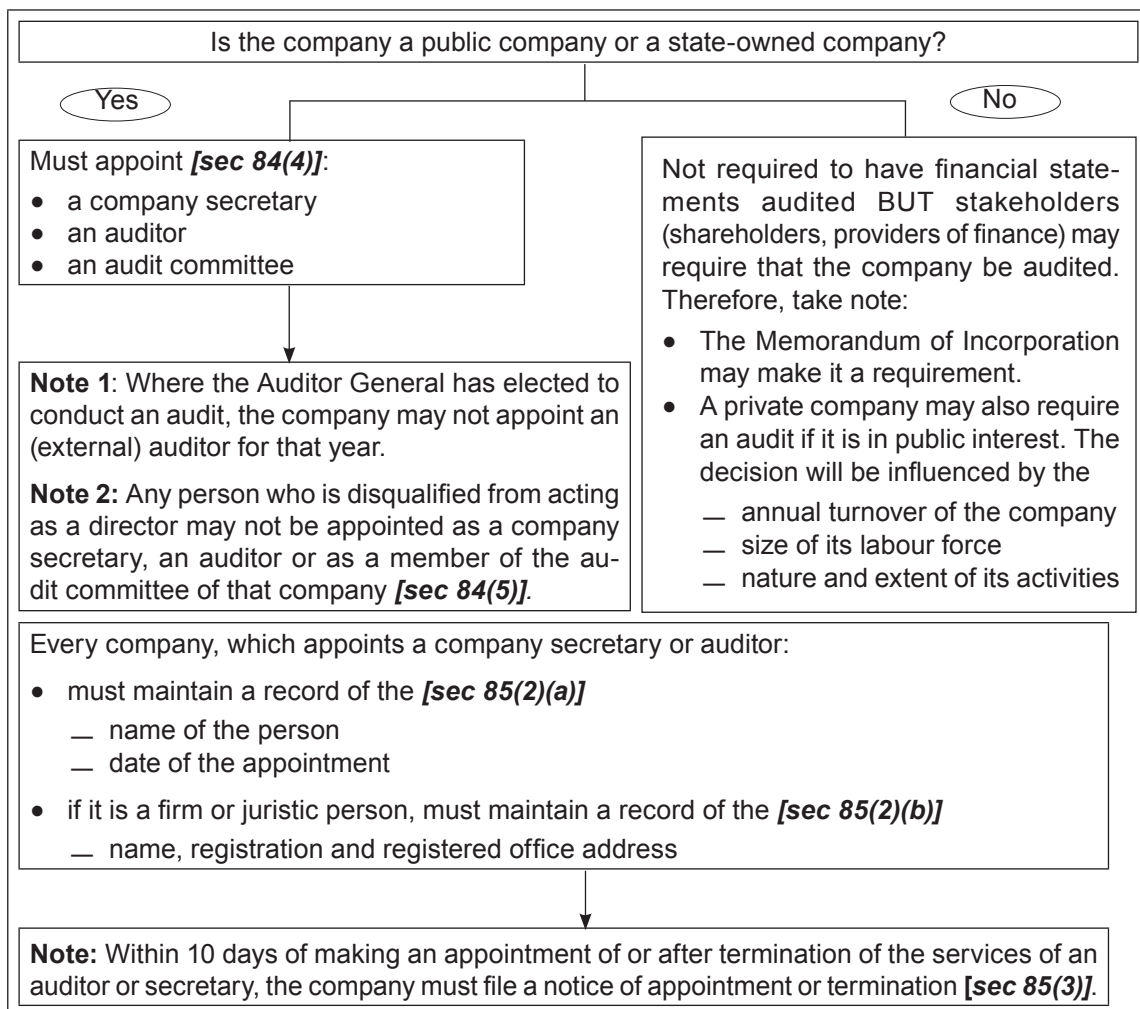 Is the company a public company or a state-owned company?
Yes
No
Must appoint [sec 84(4)]:
• a company secretary
• an auditor
• an audit committee
Note 1: Where the Auditor General has elected to
conduct an audit, the company may not appoint an
(external) auditor for that year.
Note 2: Any person who is disqualified from acting
as a director may not be appointed as a company
secretary, an auditor or as a member of the au-
dit committee of that company [sec 84(5)].
Not required to have financial state-
ments audited BUT stakeholders
(shareholders, providers of finance) may
require that the company be audited.
Therefore, take note:
• The Memorandum of Incorporation
may make it a requirement.
• A private company may also require
an audit if it is in public interest. The
decision will be influenced by the
— annual turnover of the company
— size of its labour force
— nature and extent of its activities
Every company, which appoints a company secretary or auditor:
• must maintain a record of the [sec 85(2)(a)]
— name of the person
— date of the appointment
• if it is a firm or juristic person, must maintain a record of the [sec 85(2)(b)]
— name, registration and registered office address
Note: Within 10 days of making an appointment of or after termination of the services of an
auditor or secretary, the company must file a notice of appointment or termination [sec 85(3)].